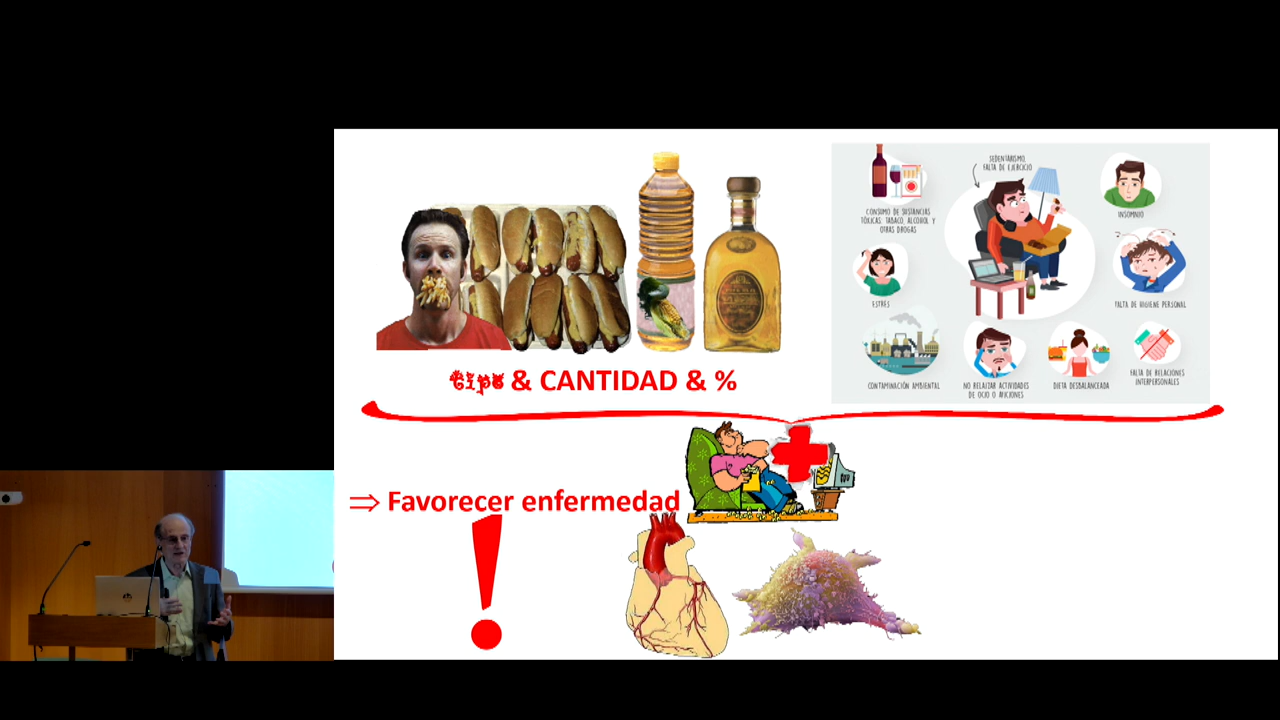 SEDENTARISMO,
FALTA DE EJERCICIO
CONSUMO DE SUSTANCIAS
TÓXICAS: TABACO, ALCOHOL Y
OTRAS DROGAS
INSOMNIO
ESTRÉS
FALTA DE HIGIENE PERSONAL
CONTAMINACIÓN AMBIENTAL
NO REALIZAR ACTIVIDADES
DE OCIO O AFICIONES
DIETA DESBALANCEADA
FALTA DE RELACIONES
INTERPERSONALES
Tipo & CANTIDAD & %
⇒ Favorecer enfermedad
!